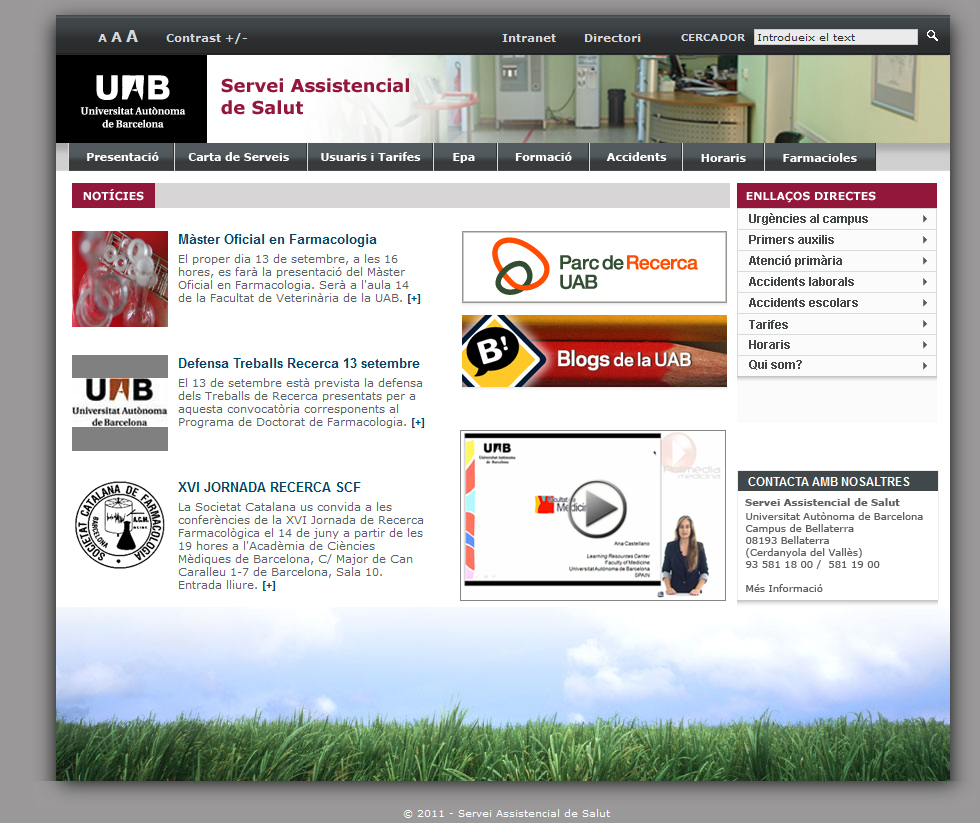 A A A
Contrast +/-
Intranet
Directori
CERCADOR
Introdueix el text
UAB
Universitat Autònoma
de Barcelona
Servei Assistencial
de Salut
Presentació
Carta de Serveis
Usuaris i Tarifes
Epa
Formació
Accidents
Horaris
Farmacioles
NOTÍCIES
Màster Oficial en Farmacologia
El proper dia 13 de setembre, a les 16
hores, es farà la presentació del Màster
Oficial en Farmacologia. Serà a l'aula 14
de la Facultat de Veterinària de la UAB. [+]
UAB
Universitat Autònoma
de Barcelona
Defensa Treballs Recerca 13 setembre
El 13 de setembre està prevista la defensa
dels Treballs de Recerca presentats per a
aquesta convocatòria corresponents al
Programa de Doctorat de Farmacologia. [+]
SOCIETAT CATALANA DE FARMACOLOGIA
BARCELONA
XVI JORNADA RECERCA SCF
La Societat Catalana us convida a les
conferències de la XVI Jornada de Recerca
Farmacològica el 14 de juny a partir de les
19 hores a l'Acadèmia de Ciències
Mèdiques de Barcelona, C/ Major de Can
Caralleu 1-7 de Barcelona, Sala 10.
Entrada lliure. [+]
Parc de Recerca
UAB
B!
Blogs de la UAB
UAB
Universitat Autònoma
de Barcelona
Ana Castellano
Learning Resources Center
Faculty of Medicine
Universitat Autònoma de Barcelona
SPAIN
ENLLAÇOS DIRECTES
Urgències al campus
Primers auxilis
Atenció primària
Accidents laborals
Accidents escolars
Tarifes
Horaris
Qui som?
CONTACTA AMB NOSALTRES
Servei Assistencial de Salut
Universitat Autònoma de Barcelona
Campus de Bellaterra
08193 Bellaterra
(Cerdanyola del Vallès)
93 581 18 00 / 581 19 00
Més Informació
© 2011 - Servei Assistencial de Salut